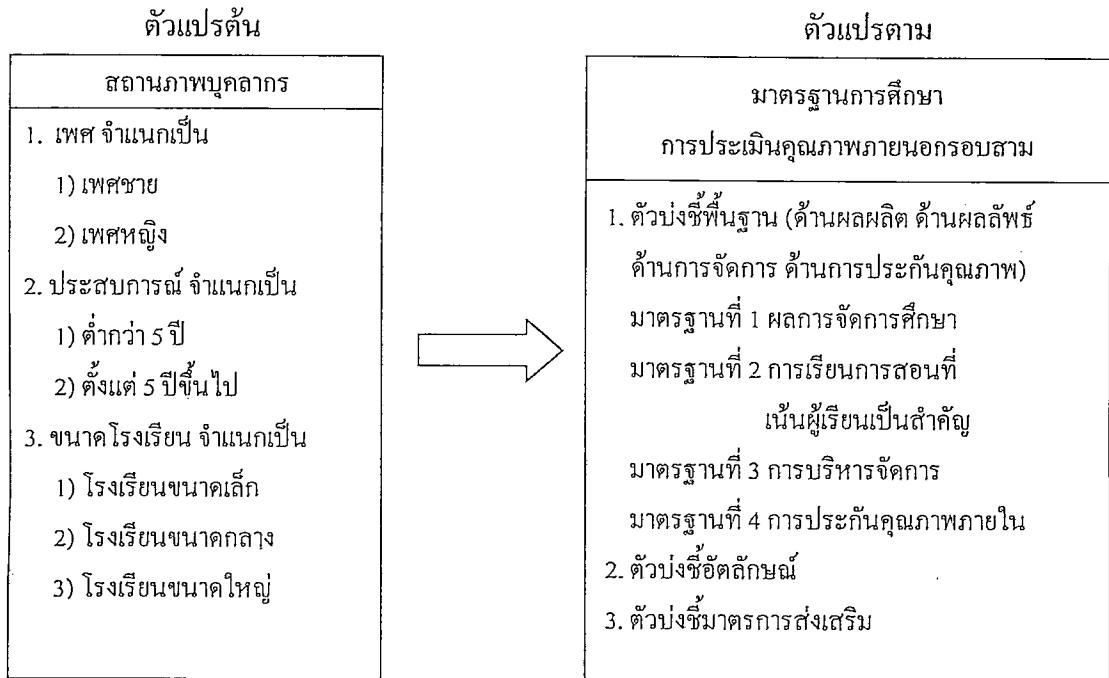 ตัวแปรต้น
สถานภาพบุคลากร
1. เพศ จำแนกเป็น
1) เพศชาย
2) เพศหญิง
2. ประสบการณ์ จำแนกเป็น
1) ต่ำกว่า 5 ปี
2) ตั้งแต่ 5 ปีขึ้นไป
3. ขนาดโรงเรียน จำแนกเป็น
1) โรงเรียนขนาดเล็ก
2) โรงเรียนขนาดกลาง
3) โรงเรียนขนาดใหญ่
ตัวแปรตาม
มาตรฐานการศึกษา
การประเมินคุณภาพภายนอกรอบสาม
1. ตัวบ่งชี้พื้นฐาน (ด้านผลผลิต ด้านผลลัพธ์
ด้านการจัดการ ด้านการประกันคุณภาพ)
มาตรฐานที่ 1 ผลการจัดการศึกษา
มาตรฐานที่ 2 การเรียนการสอนที่
เน้นผู้เรียนเป็นสำคัญ
มาตรฐานที่ 3 การบริหารจัดการ
มาตรฐานที่ 4 การประกันคุณภาพภายใน
2. ตัวบ่งชี้อัตลักษณ์
3. ตัวบ่งชี้มาตรการส่งเสริม